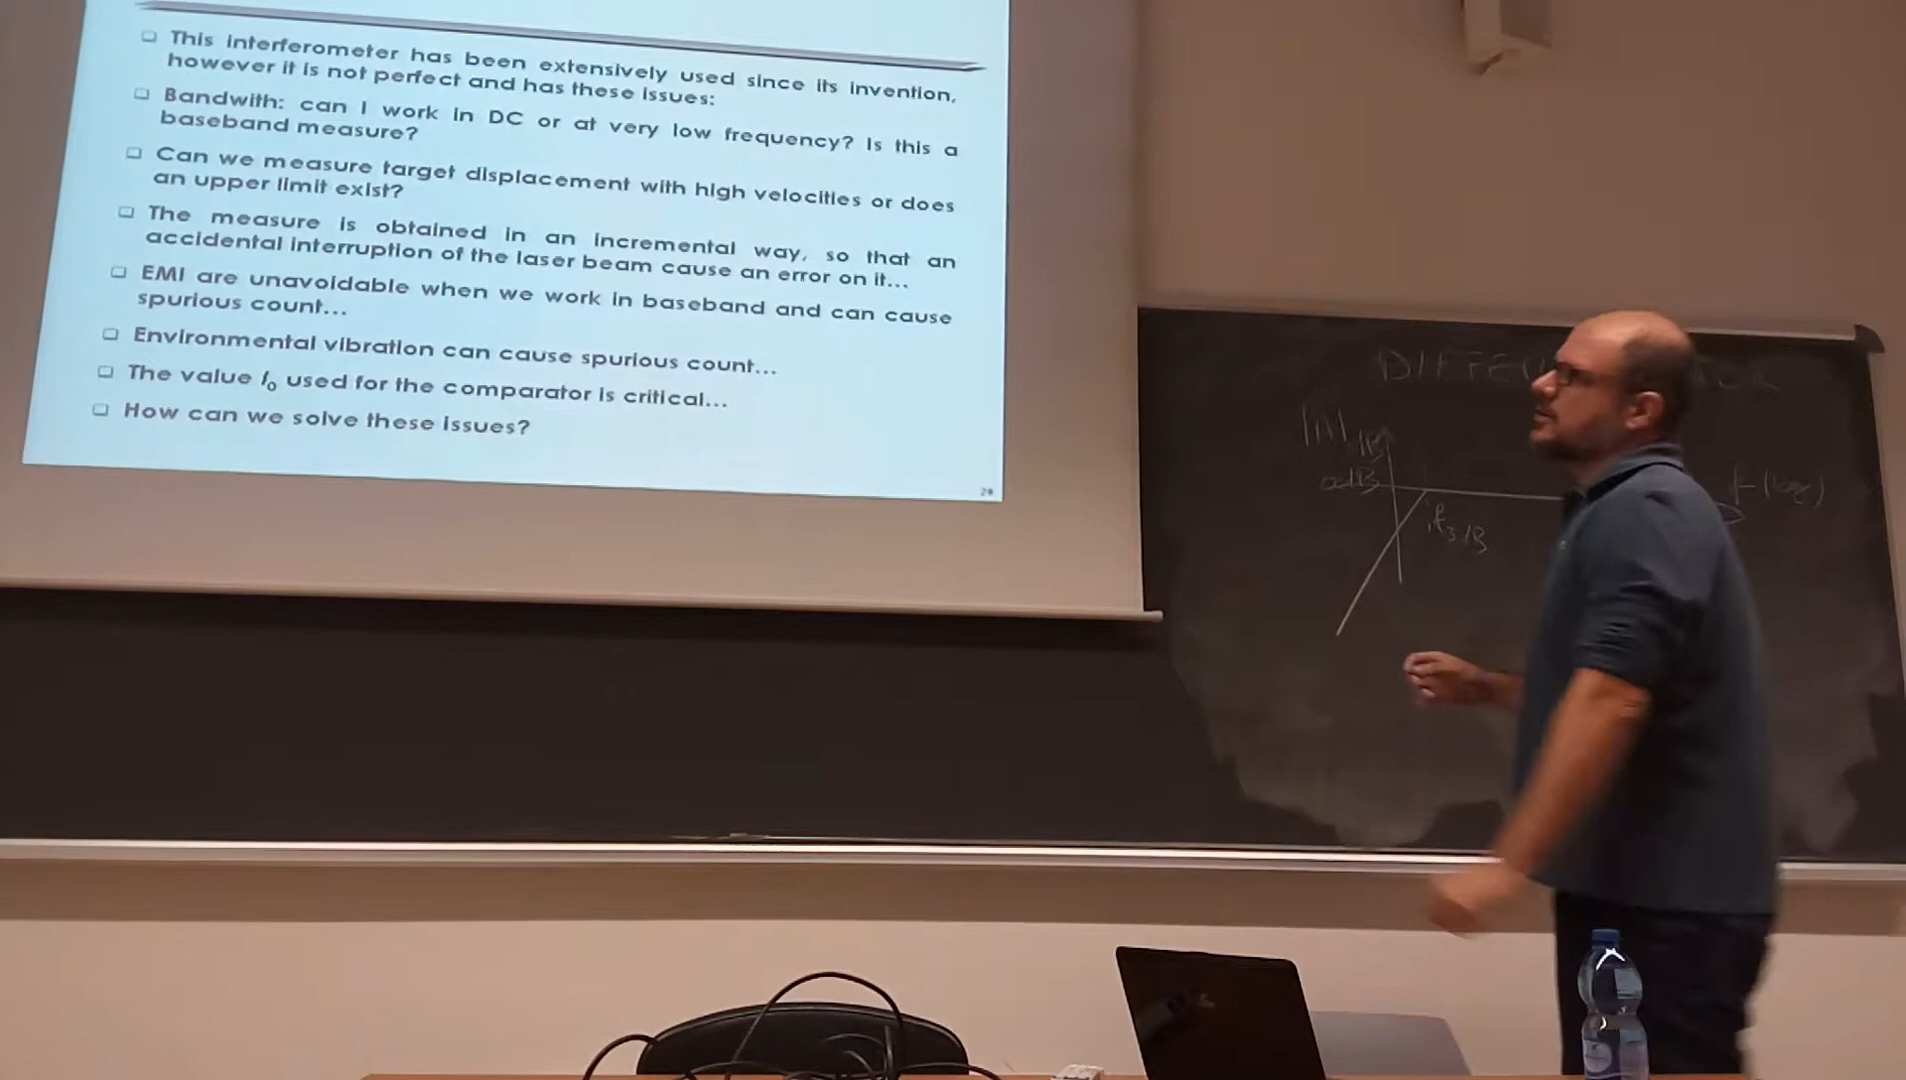 ❑ This interferometer has been extensively used since its invention,
however it is not perfect and has these issues:
❑ Bandwith: can I work in DC or at very low frequency? Is this a
baseband measure?
❑ Can we measure target displacement with high velocities or does
an upper limit exist?
❑ The measure is obtained in an incremental way, so that an
accidental interruption of the laser beam cause an error on it...
❑ EMI are unavoidable when we work in baseband and can cause
spurious count...
❑ Environmental vibration can cause spurious count...
❑ The value I₀ used for the comparator is critical...
❑ How can we solve these issues?
28
f (log)
f3dB